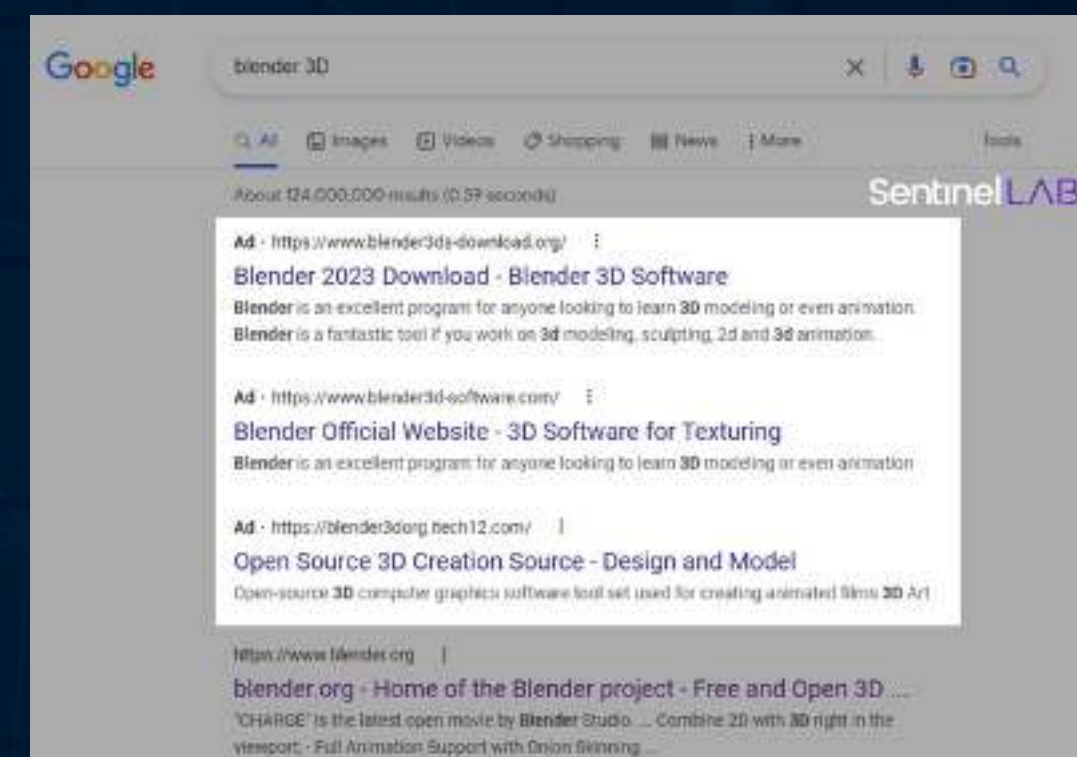 Google
blender 3D
All Images Videos Shopping News More Tools
About 124,000,000 results (0.59 seconds)
SentinelLAB
Ad · https://www.blender3ds-download.org/
Blender 2023 Download - Blender 3D Software
Blender is an excellent program for anyone looking to learn 3D modeling or even animation.
Blender is a fantastic tool if you work on 3d modeling, sculpting, 2d and 3d animation.
Ad · https://www.blender3d-software.com/
Blender Official Website - 3D Software for Texturing
Blender is an excellent program for anyone looking to learn 3D modeling or even animation
Ad ·
Open Source 3D Creation Source - Design and Model
Open-source 3D computer graphics software tool set used for creating animated films 3D Art
https://www.blender.org
blender.org - Home of the Blender project - Free and Open 3D ...
"CHARGE" is the latest open movie by Blender Studio. ... Combine 2D with 3D right in the
viewport; · Full Animation Support with Onion Skinning ...